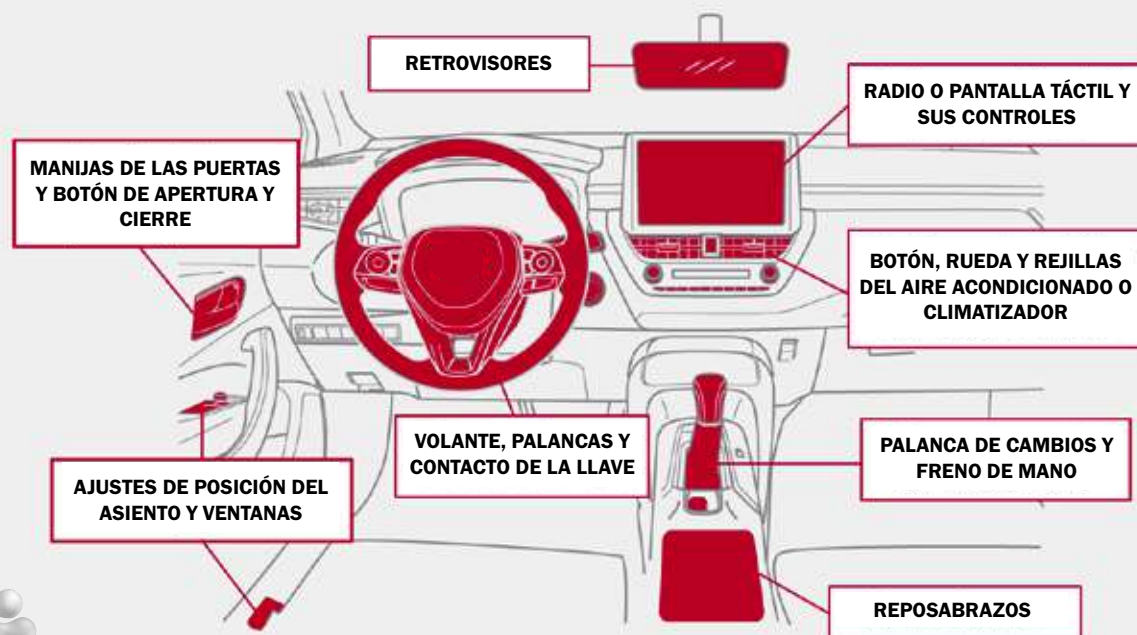 RETROVISORES
RADIO O PANTALLA TÁCTIL Y
SUS CONTROLES
MANIJAS DE LAS PUERTAS
Y BOTÓN DE APERTURA Y
CIERRE
BOTÓN, RUEDA Y REJILLAS
DEL AIRE ACONDICIONADO O
CLIMATIZADOR
VOLANTE, PALANCAS Y
CONTACTO DE LA LLAVE
PALANCA DE CAMBIOS Y
FRENO DE MANO
AJUSTES DE POSICIÓN DEL
ASIENTO Y VENTANAS
REPOSABRAZOS